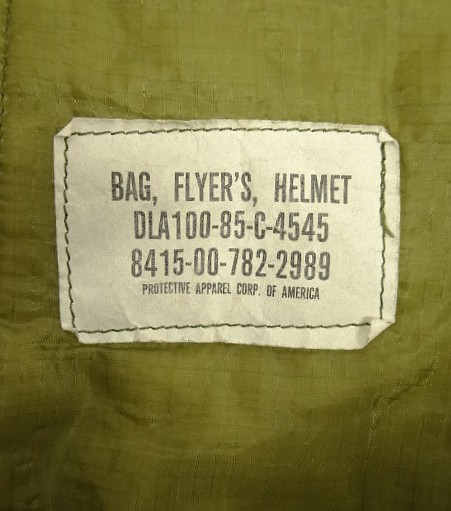 BAG, FLYER'S, HELMET
DLA100-85-C-4545
8415-00-782-2989
PROTECTIVE APPAREL CORP. OF AMERICA